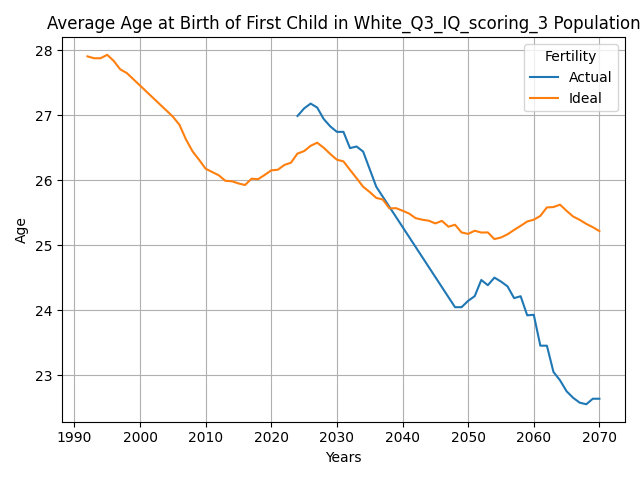 Average Age at Birth of First Child in White_Q3_IQ_scoring_3 Population
Fertility
Actual
Ideal
Age
28
27
26
25
24
23
1990
2000
2010
2020
2030
2040
2050
2060
2070
Years